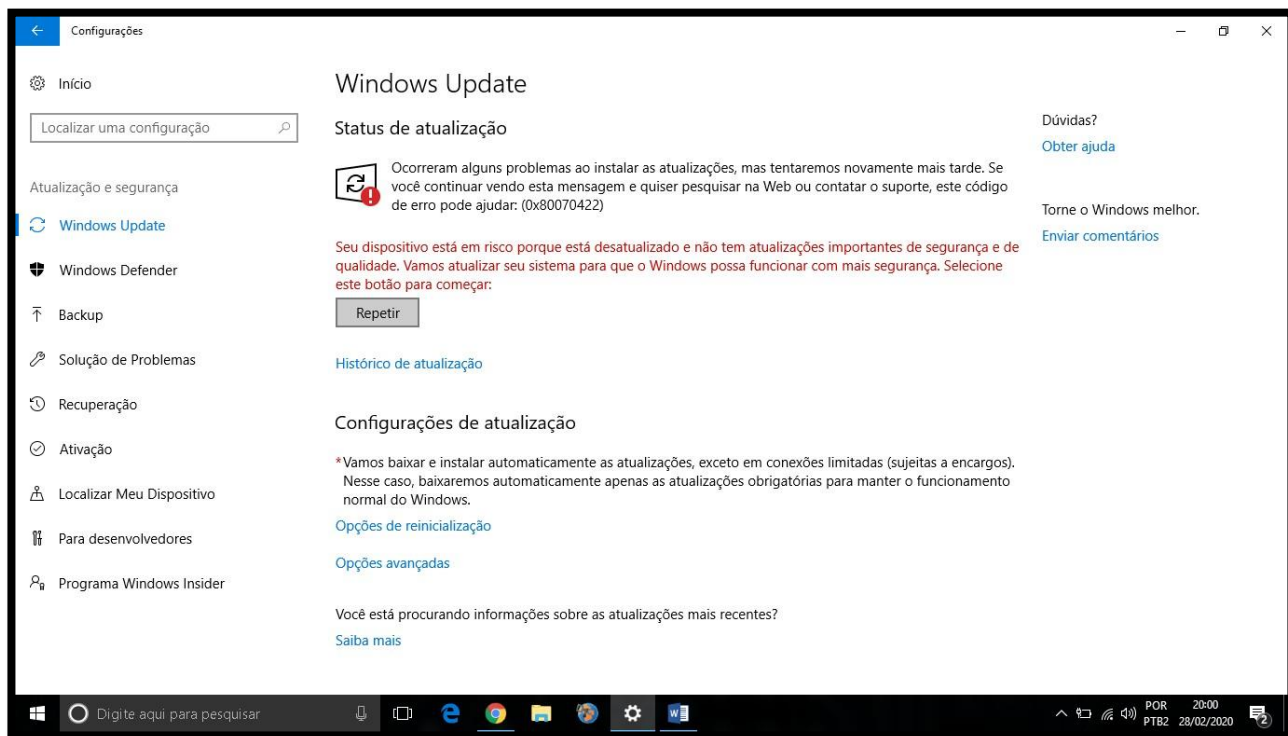 Configurações
Início
Localizar uma configuração
Atualização e segurança
Windows Update
Windows Defender
Backup
Solução de Problemas
Recuperação
Ativação
Localizar Meu Dispositivo
Para desenvolvedores
Programa Windows Insider
Windows Update
Status de atualização
Ocorreram alguns problemas ao instalar as atualizações, mas tentaremos novamente mais tarde. Se
você continuar vendo esta mensagem e quiser pesquisar na Web ou contatar o suporte, este código
de erro pode ajudar: (0x80070422)
Seu dispositivo está em risco porque está desatualizado e não tem atualizações importantes de segurança e de
qualidade. Vamos atualizar seu sistema para que o Windows possa funcionar com mais segurança. Selecione
este botão para começar:
Repetir
Histórico de atualização
Configurações de atualização
*Vamos baixar e instalar automaticamente as atualizações, exceto em conexões limitadas (sujeitas a encargos).
Nesse caso, baixaremos automaticamente apenas as atualizações obrigatórias para manter o funcionamento
normal do Windows.
Opções de reinicialização
Opções avançadas
Você está procurando informações sobre as atualizações mais recentes?
Saiba mais
Dúvidas?
Obter ajuda
Torne o Windows melhor.
Enviar comentários
Digite aqui para pesquisar
POR
PTB2
20:00
28/02/2020
2